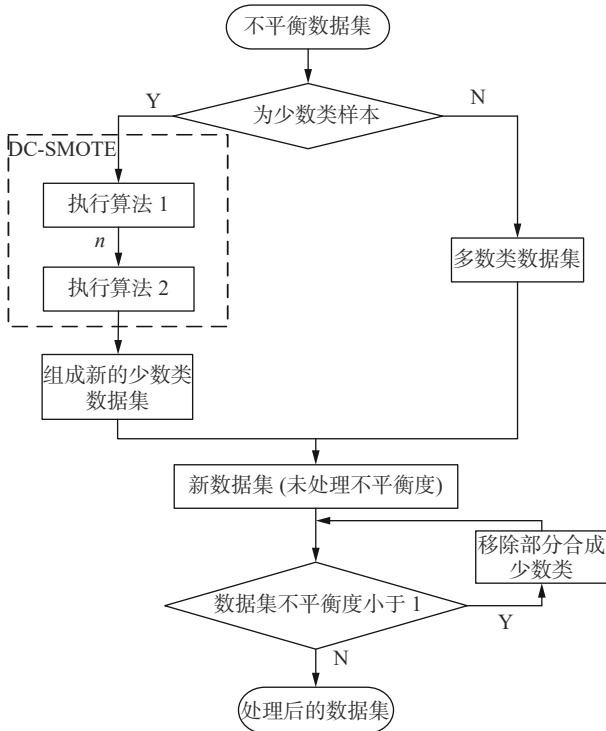 不平衡数据集
Y
为少数类样本
N
DC-SMOTE
执行算法 1
n
执行算法 2
多数类数据集
组成新的少数类
数据集
新数据集 (未处理不平衡度)
移除部分合成
少数类
数据集不平衡度小于 1
Y
N
处理后的数据集